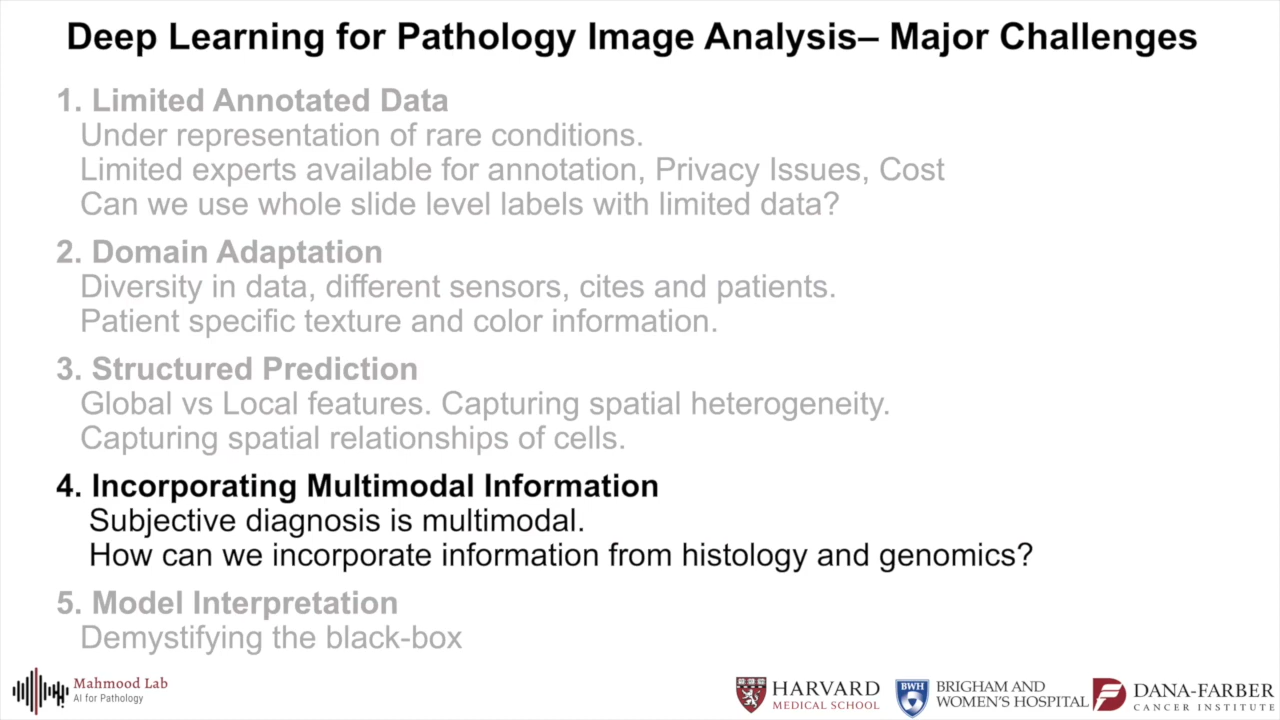 Deep Learning for Pathology Image Analysis– Major Challenges
1. Limited Annotated Data
Under representation of rare conditions.
Limited experts available for annotation, Privacy Issues, Cost
Can we use whole slide level labels with limited data?
2. Domain Adaptation
Diversity in data, different sensors, cites and patients.
Patient specific texture and color information.
3. Structured Prediction
Global vs Local features. Capturing spatial heterogeneity.
Capturing spatial relationships of cells.
4. Incorporating Multimodal Information
Subjective diagnosis is multimodal.
How can we incorporate information from histology and genomics?
5. Model Interpretation
Demystifying the black-box
Mahmood Lab
AI for Pathology
HARVARD
MEDICAL SCHOOL
BWH
BRIGHAM AND
WOMEN'S HOSPITAL
DANA-FARBER
CANCER INSTITUTE